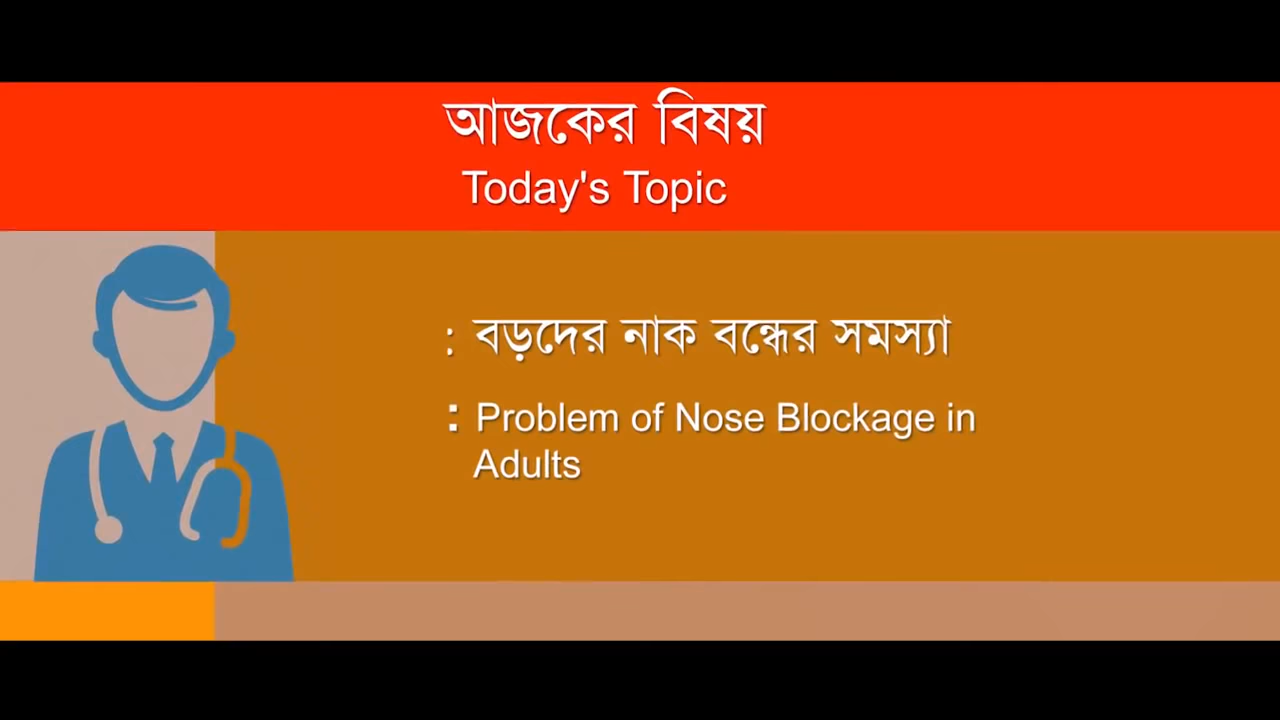 আজকের বিষয়
Today's Topic
: বড়দের নাক বন্ধের সমস্যা
: Problem of Nose Blockage in
Adults